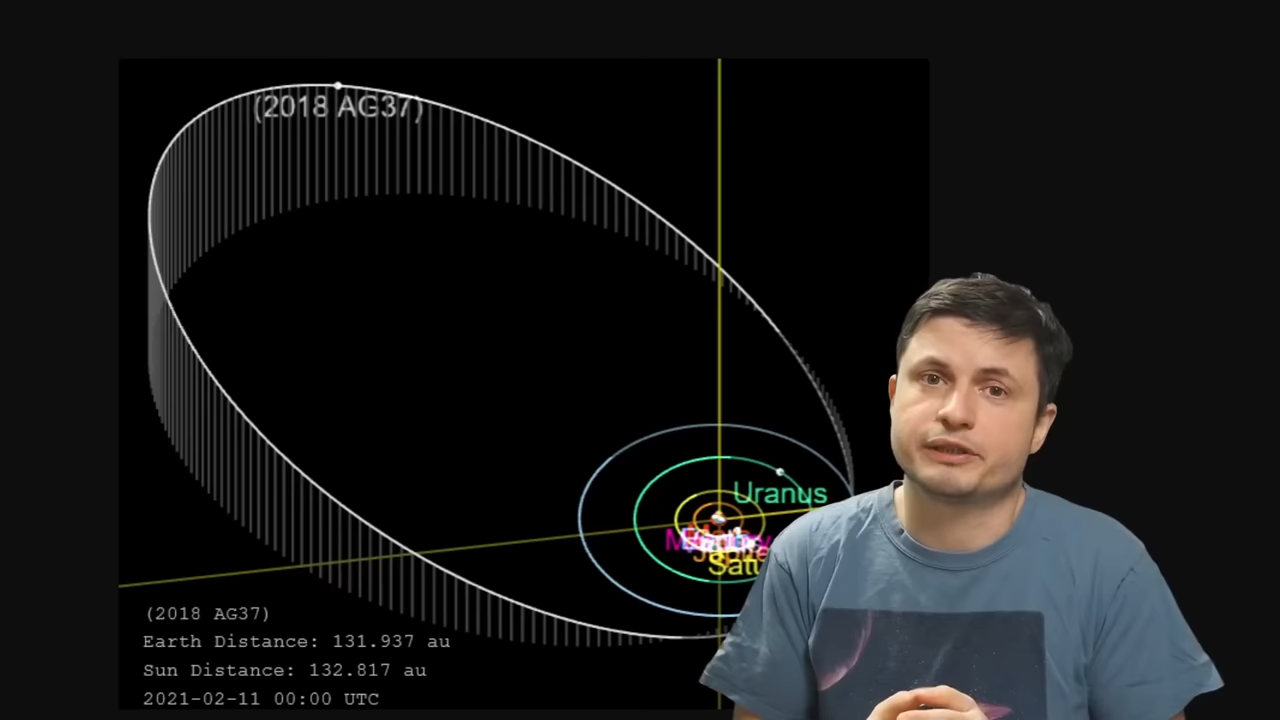 (2018 AG37)
Uranus
(2018 AG37)
Earth Distance: 131.937 au
Sun Distance: 132.817 au
2021-02-11 00:00 UTC